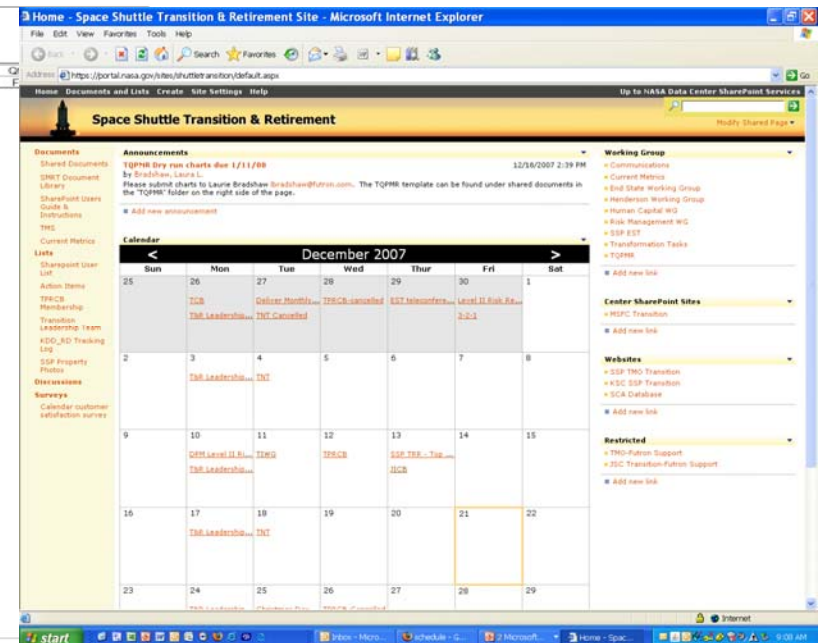 Home - Space Shuttle Transition & Retirement Site - Microsoft Internet Explorer
File Edit View Favorites Tools Help
Back Search Favorites
Address https://portal.nasa.gov/sites/shuttletransition/default.aspx Go
Home Documents and Lists Create Site Settings Help Up to NASA Data Center SharePoint Services
Space Shuttle Transition & Retirement
Modify Shared Page
Documents
Shared Documents
SMRT Document Library
SharePoint Users Guide & Instructions
TMS
Current Metrics
Lists
Sharepoint User List
Action Items
TPRCB Membership
Transition Leadership Team
KDD_RD Tracking Log
SSP Property Photos
Discussions
Surveys
Calendar customer satisfaction survey
Announcements
TQPMR Dry run charts due 1/11/08 12/18/2007 2:39 PM
by Bradshaw, Laura L.
Please submit charts to Laurie Bradshaw lbradshaw@futron.com. The TQPMR template can be found under shared documents in
the "TQPMR" folder on the right side of the page.
Add new announcement
Calendar
< December 2007 >
Sun Mon Tue Wed Thur Fri Sat
25 26 27 28 29 30 1
TCB Deliver Monthly... TPRCB-cancelled EST teleconfere... Level II Risk Re...
T&R Leadership... TNT Cancelled 3-2-1
2 3 4 5 6 7 8
T&R Leadership... TNT
9 10 11 12 13 14 15
DPM Level II Ri... TIWG TPRCB SSP TRR - Top ...
T&R Leadership... JICB
16 17 18 19 20 21 22
T&R Leadership... TNT
23 24 25 26 27 28 29
T&R Leadership... Christmas Day TPRCB-Cancelled
Working Group
Communications
Current Metrics
End State Working Group
Henderson Working Group
Human Capital WG
Risk Management WG
SSP EST
Transformation Tasks
TQPMR
Add new link
Center SharePoint Sites
MSFC Transition
Add new link
Websites
SSP TMO Transition
KSC SSP Transition
SCA Database
Add new link
Restricted
TMO-Futron Support
JSC Transition-Futron Support
Add new link
Internet
start Inbox - Micro... schedule - G... 2 Microsoft... Home - Spac... 9:08 AM